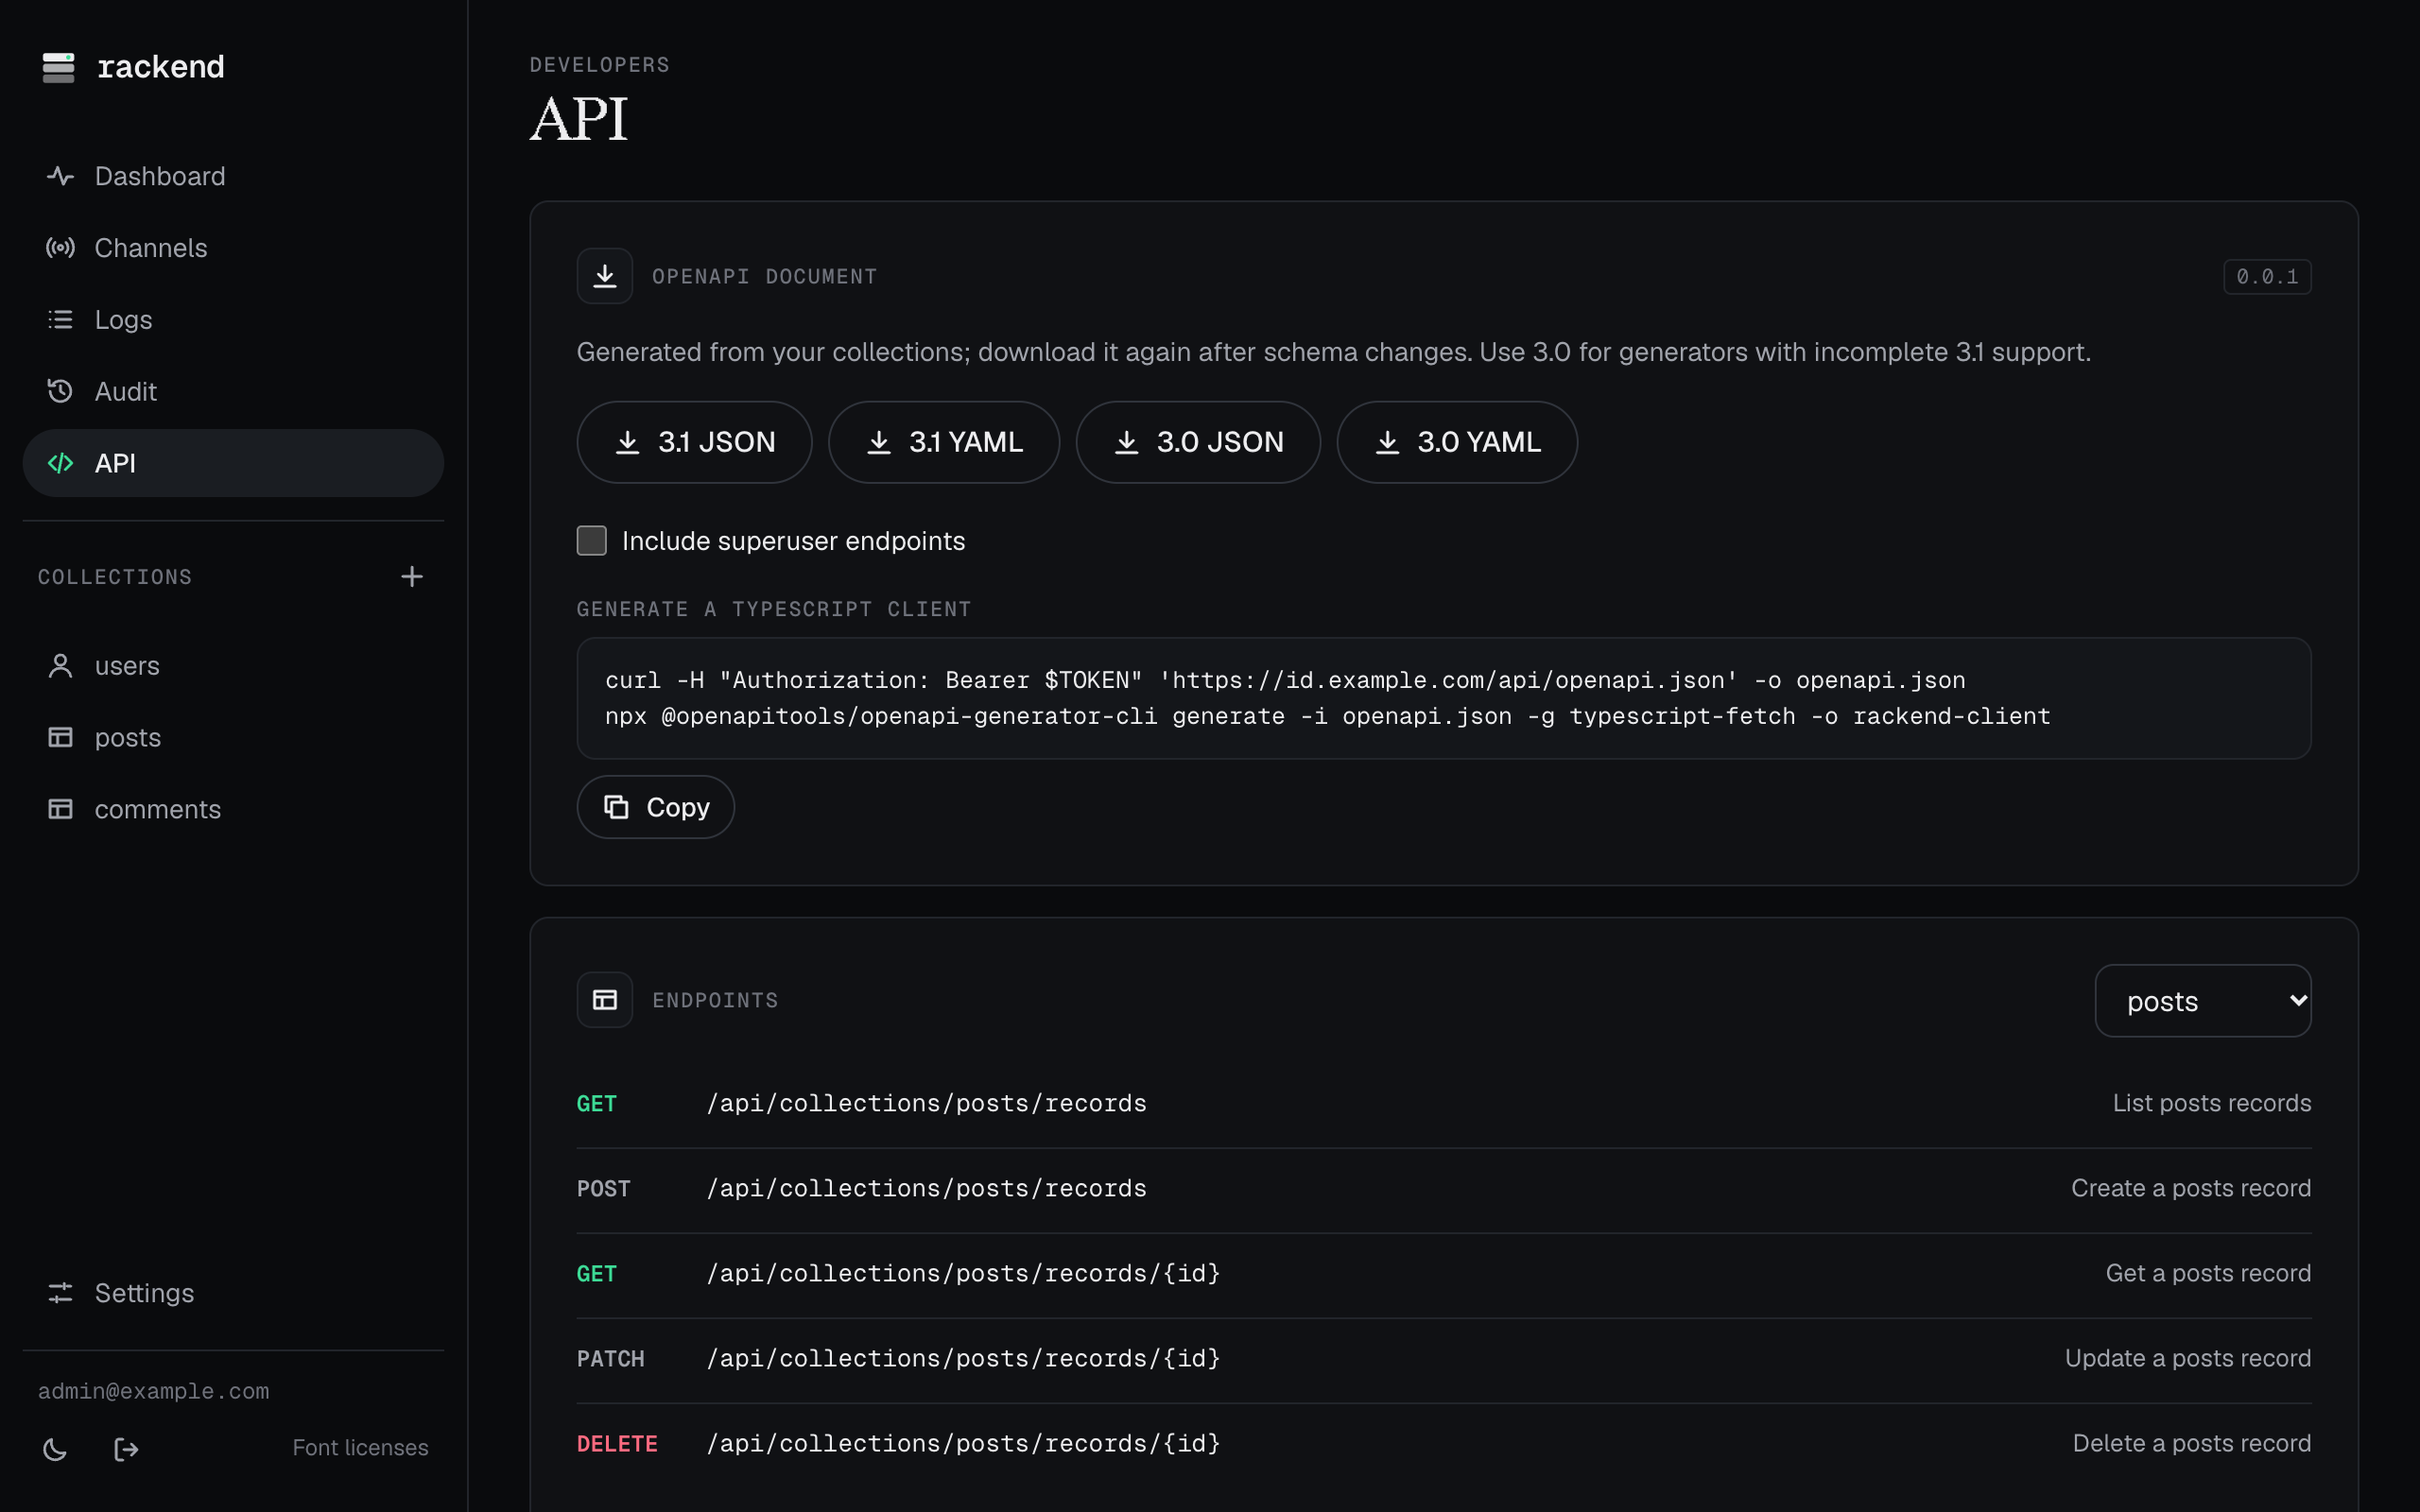 rackend
Dashboard
Channels
Logs
Audit
API
COLLECTIONS
users
posts
comments
Settings
admin@example.com
Font licenses
DEVELOPERS
API
OPENAPI DOCUMENT
0.0.1
Generated from your collections; download it again after schema changes. Use 3.0 for generators with incomplete 3.1 support.
3.1 JSON
3.1 YAML
3.0 JSON
3.0 YAML
Include superuser endpoints
GENERATE A TYPESCRIPT CLIENT
curl -H "Authorization: Bearer $TOKEN" 'https://id.example.com/api/openapi.json' -o openapi.json
npx @openapitools/openapi-generator-cli generate -i openapi.json -g typescript-fetch -o rackend-client
Copy
ENDPOINTS
posts
GET /api/collections/posts/records List posts records
POST /api/collections/posts/records Create a posts record
GET /api/collections/posts/records/{id} Get a posts record
PATCH /api/collections/posts/records/{id} Update a posts record
DELETE /api/collections/posts/records/{id} Delete a posts record